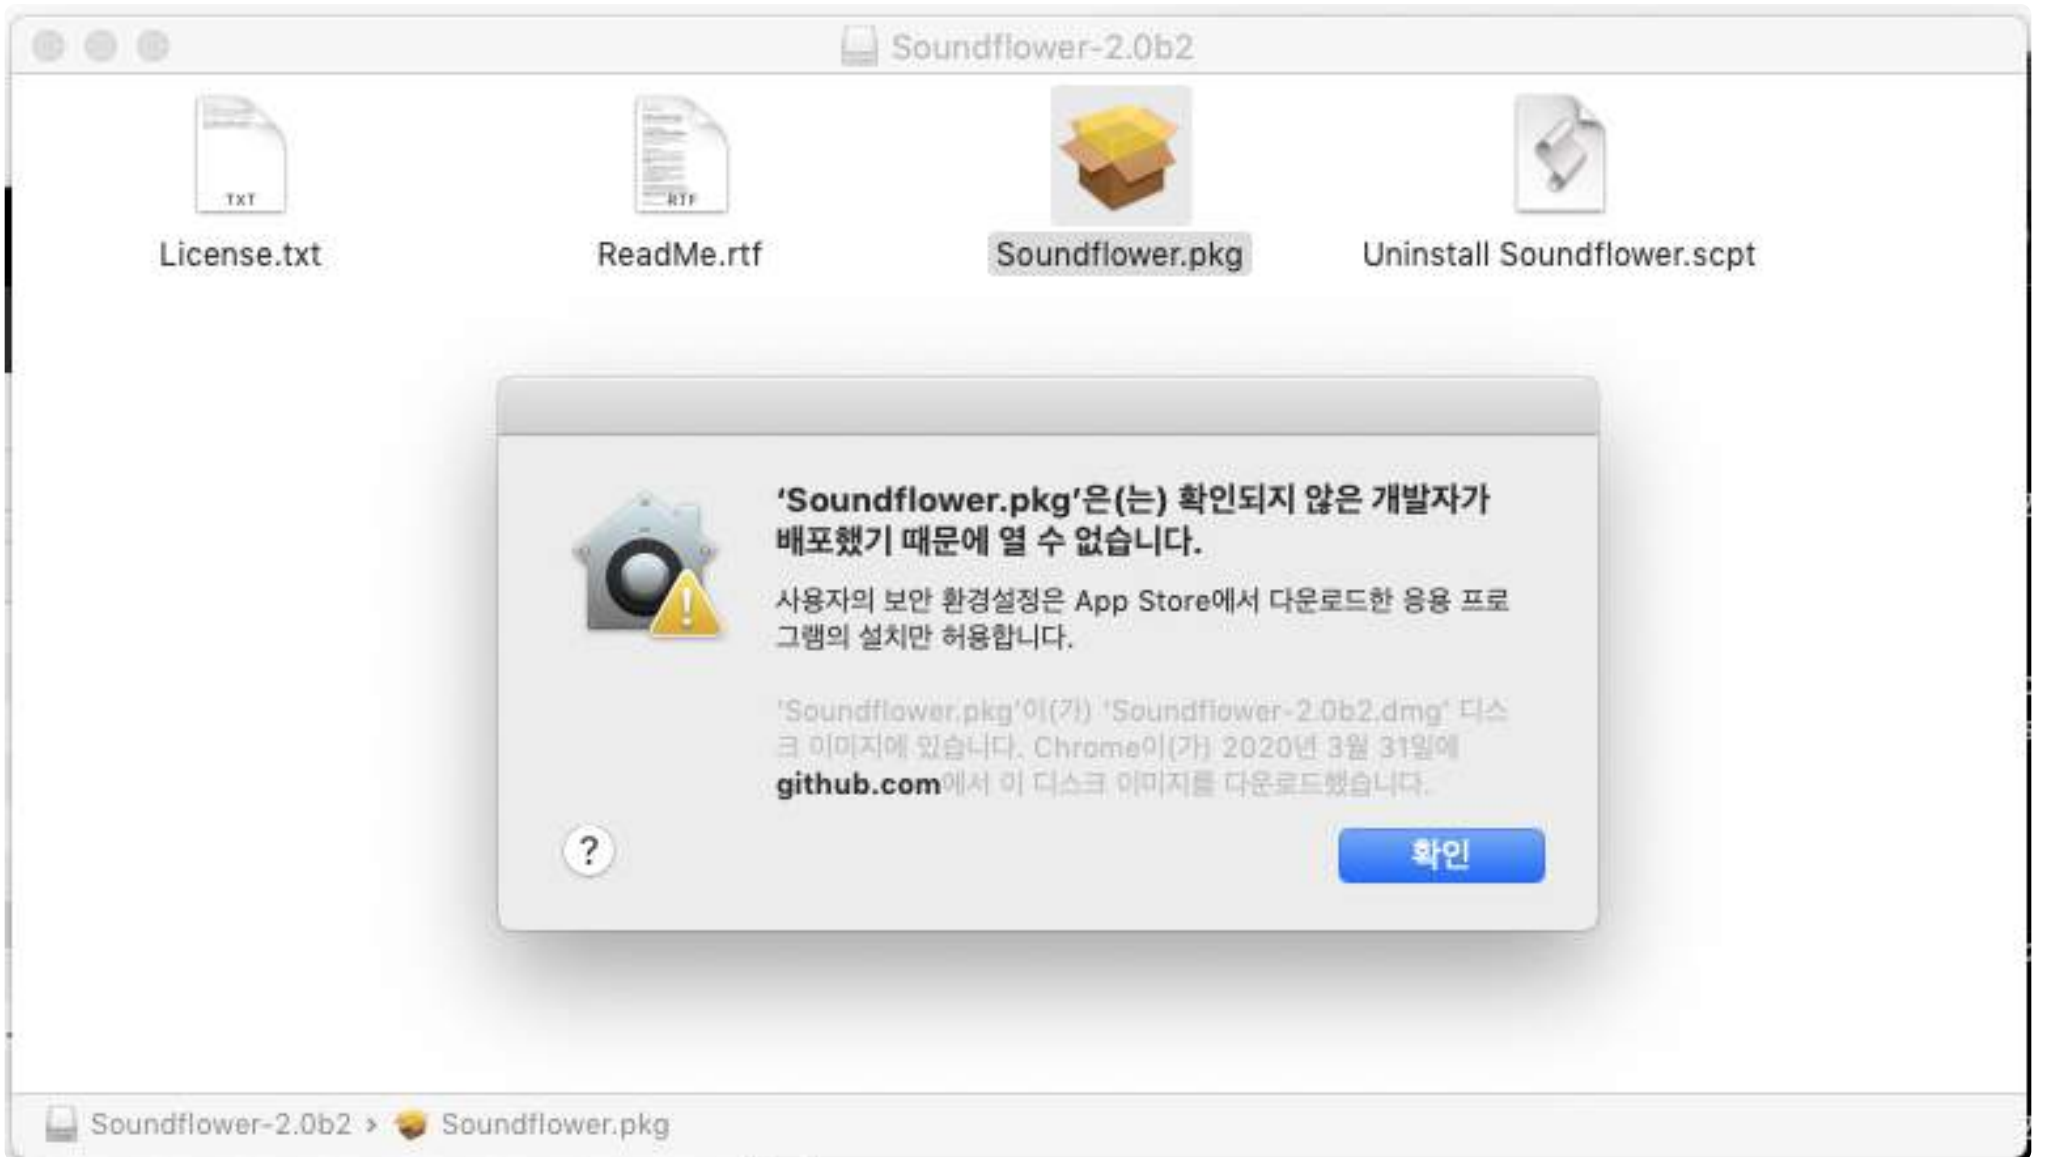 Soundflower-2.0b2
TXT
RTF
License.txt
ReadMe.rtf
Soundflower.pkg
Uninstall Soundflower.scpt
‘Soundflower.pkg’은(는) 확인되지 않은 개발자가
배포했기 때문에 열 수 없습니다.
사용자의 보안 환경설정은 App Store에서 다운로드한 응용 프로
그램의 설치만 허용합니다.
'Soundflower.pkg'이(가) 'Soundflower-2.0b2.dmg' 디스
크 이미지에 있습니다. Chrome이(가) 2020년 3월 31일에
github.com에서 이 디스크 이미지를 다운로드했습니다.
?
확인
Soundflower-2.0b2 › Soundflower.pkg